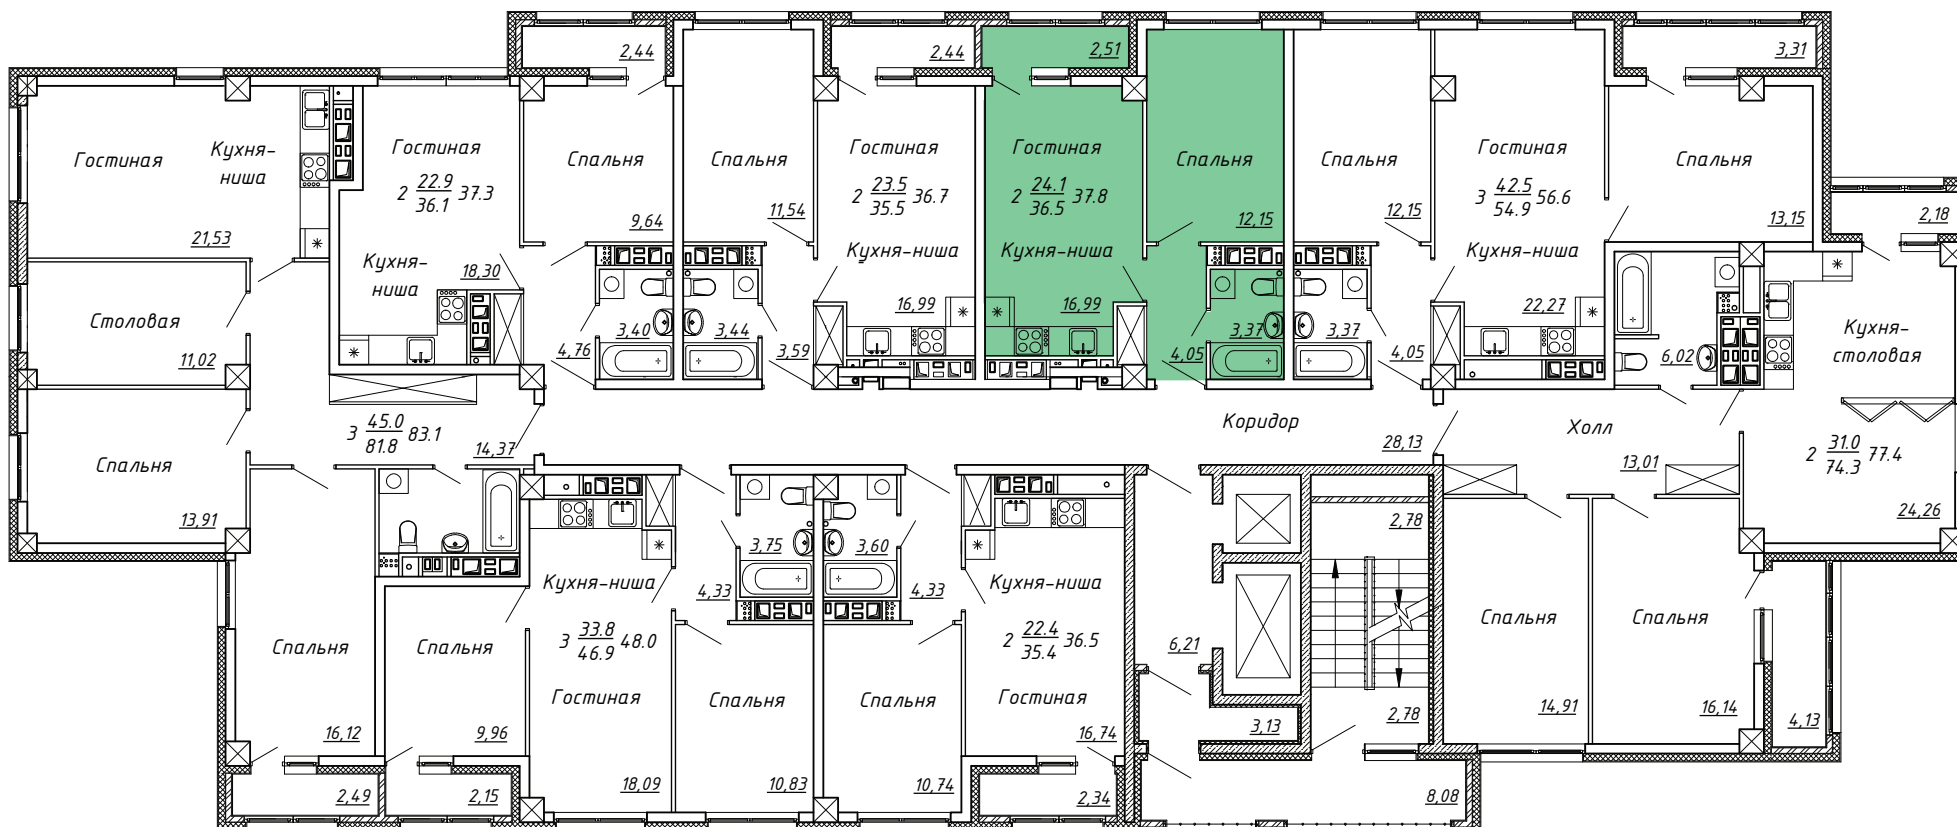 2,44
2,44
2,51
3,31
Гостиная
Кухня-
ниша
21,53
Гостиная
2 22.9 37.3
36.1
Кухня-
ниша
18,30
Спальня
9,64
Спальня
11,54
Гостиная
2 23.5 36.7
35.5
Кухня-ниша
16,99
Гостиная
2 24.1 37.8
36.5
Кухня-ниша
16,99
Спальня
12,15
Спальня
12,15
Гостиная
3 42.5 56.6
54.9
Кухня-ниша
22,27
Спальня
13,15
2,18
Столовая
11,02
4,76
3,40
3,44
3,59
4,05
3,37
3,37
4,05
6,02
Кухня-
столовая
Спальня
13,91
3 45.0 83.1
81.8
14,37
Коридор
28,13
Холл
13,01
2 31.0 77.4
74.3
24,26
Спальня
16,12
Спальня
9,96
Кухня-ниша
3 33.8 48.0
46.9
Гостиная
18,09
4,33
3,75
3,60
4,33
Спальня
10,83
Спальня
10,74
Кухня-ниша
2 22.4 36.5
35.4
Гостиная
16,74
6,21
3,13
2,78
2,78
Спальня
14,91
Спальня
16,14
4,13
2,49
2,15
2,34
8,08